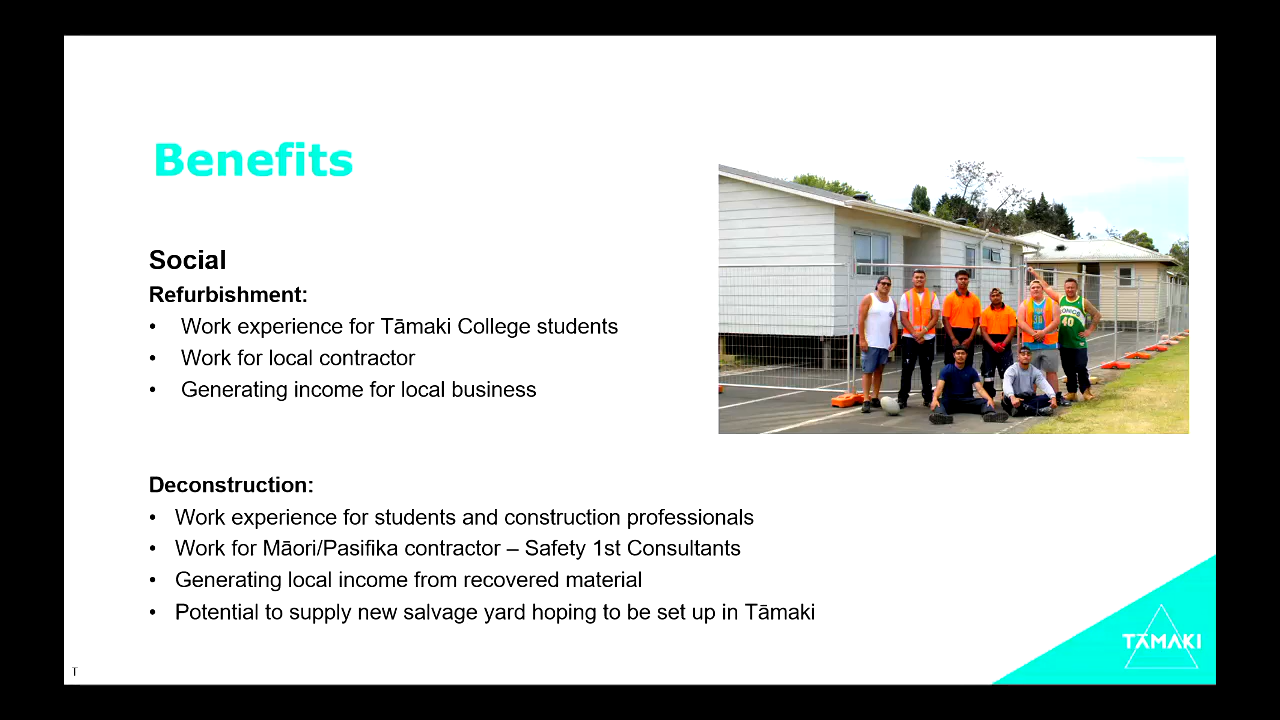 Benefits
Social
Refurbishment:
• Work experience for Tāmaki College students
• Work for local contractor
• Generating income for local business
Deconstruction:
• Work experience for students and construction professionals
• Work for Māori/Pasifika contractor – Safety 1st Consultants
• Generating local income from recovered material
• Potential to supply new salvage yard hoping to be set up in Tāmaki
TĀMAKI
T